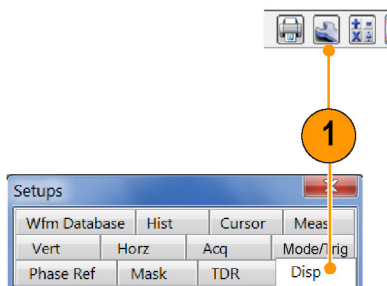 1
Setups
Wfm Database Hist Cursor Meas
Vert Horz Acq Mode/Trig
Phase Ref Mask TDR Disp